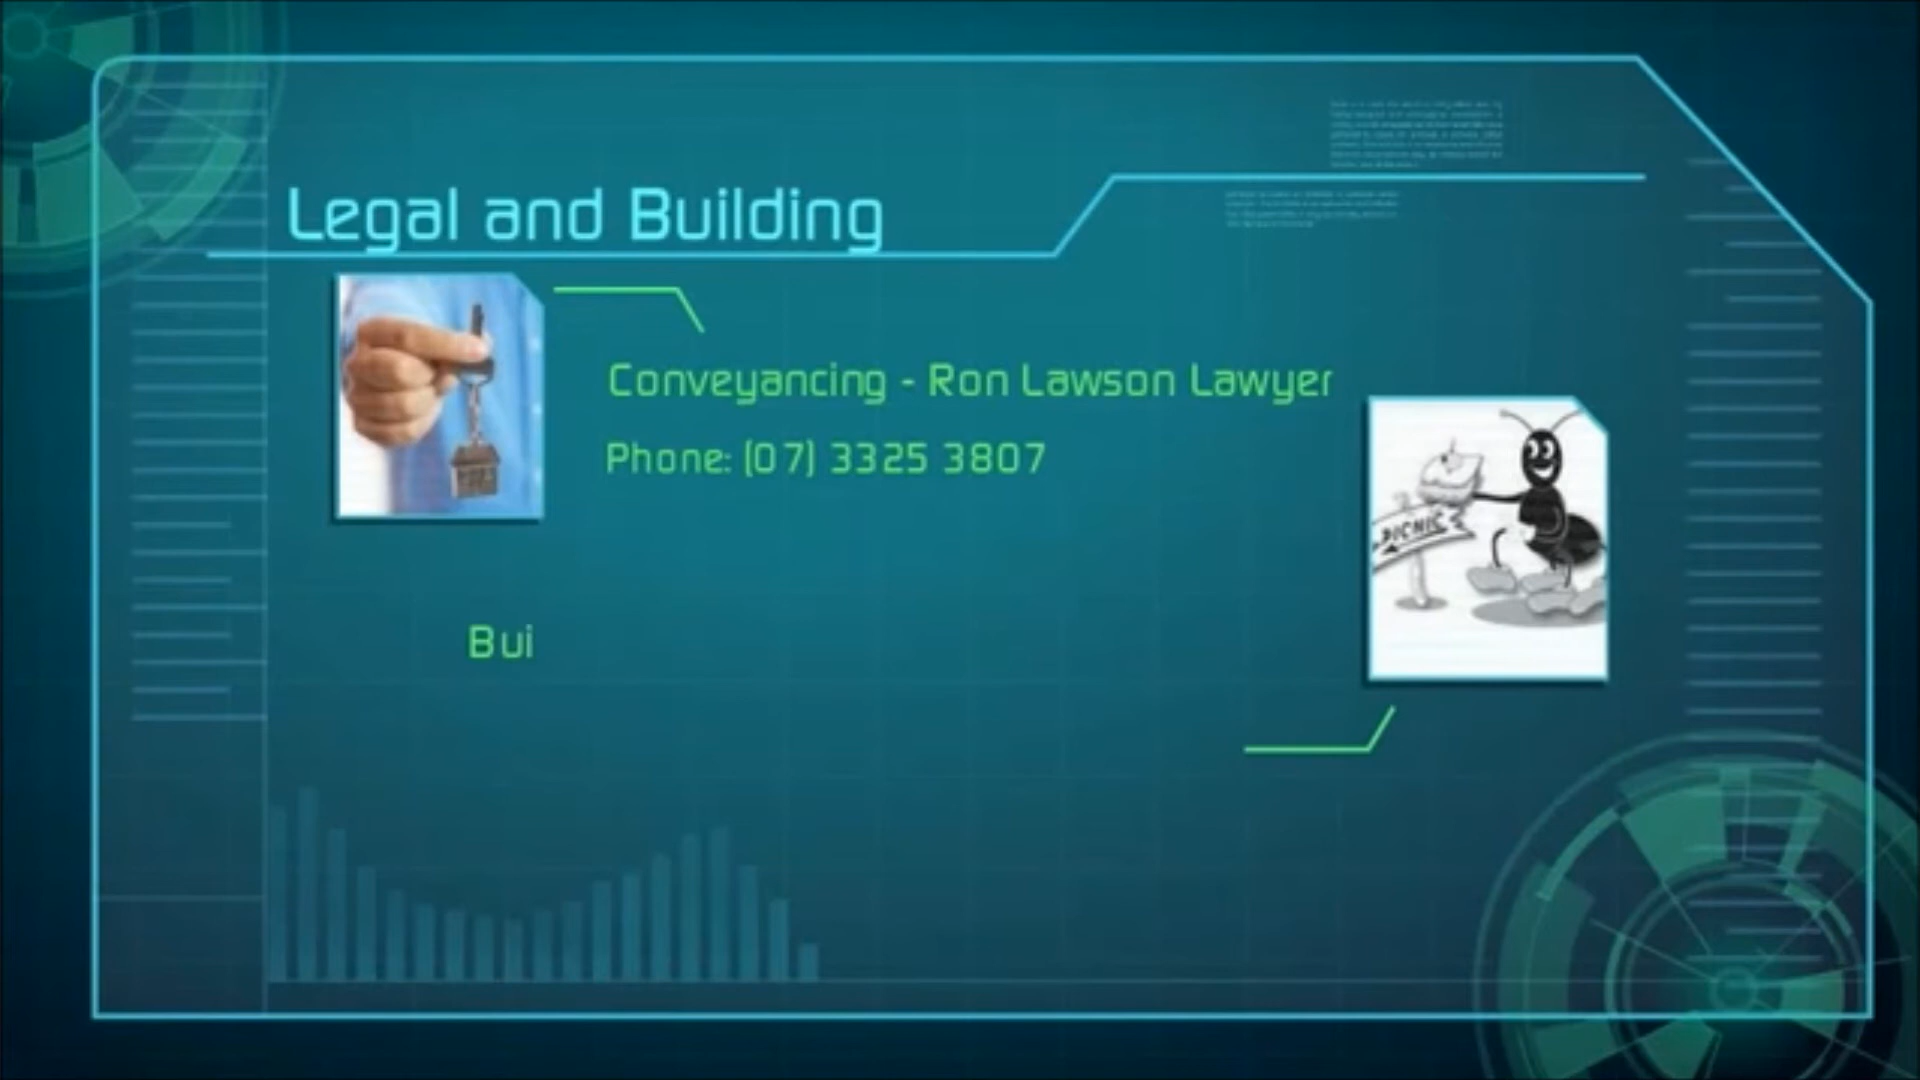 Legal and Building
Conveyancing - Ron Lawson Lawyer
Phone: (07) 3325 3807
PICNIC
Bui